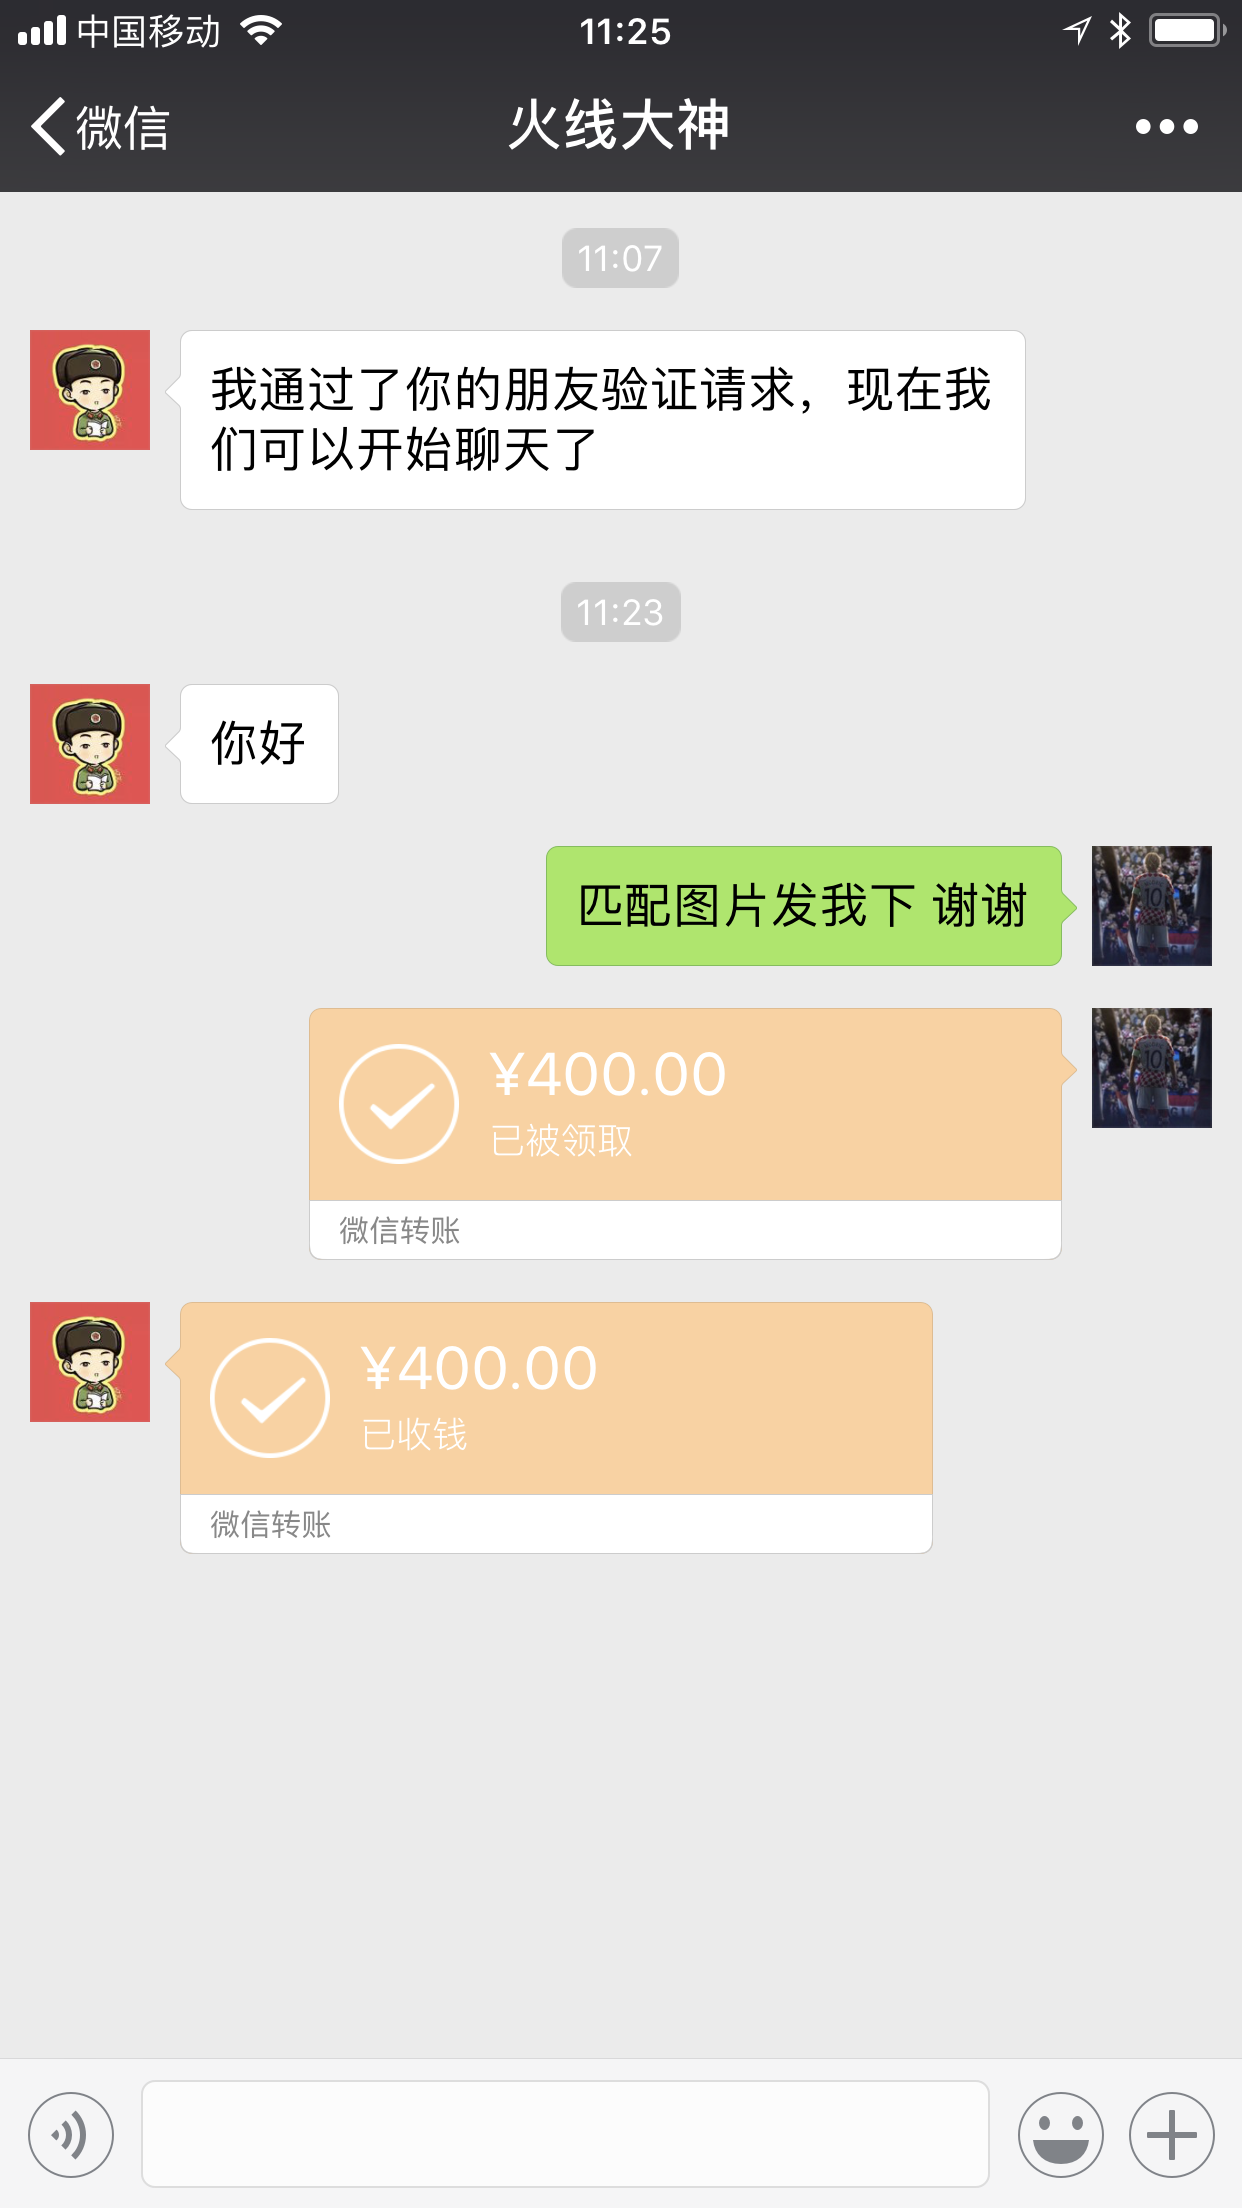 中国移动
11:25
微信
火线大神
11:07
我通过了你的朋友验证请求，现在我
们可以开始聊天了
11:23
你好
匹配图片发我下 谢谢
¥400.00
已被领取
微信转账
¥400.00
已收钱
微信转账
10
10